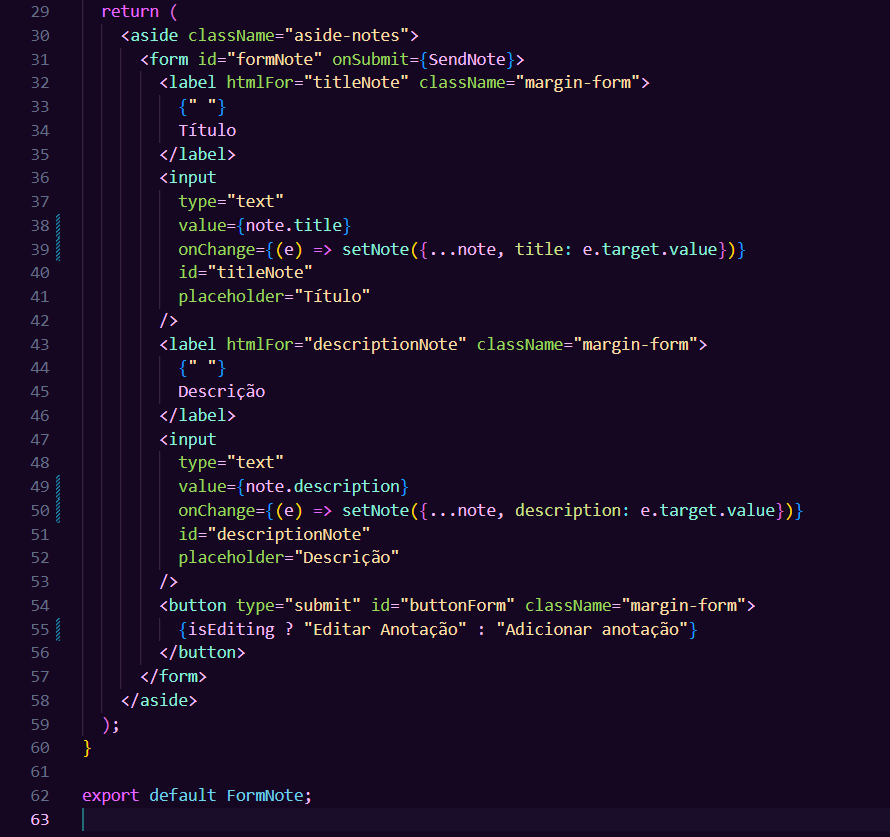 29 return (
30 <aside className="aside-notes">
31 <form id="formNote" onSubmit={SendNote}>
32 <label htmlFor="titleNote" className="margin-form">
33 {" "}
34 Título
35 </label>
36 <input
37 type="text"
38 value={note.title}
39 onChange={(e) => setNote({...note, title: e.target.value})}
40 id="titleNote"
41 placeholder="Título"
42 />
43 <label htmlFor="descriptionNote" className="margin-form">
44 {" "}
45 Descrição
46 </label>
47 <input
48 type="text"
49 value={note.description}
50 onChange={(e) => setNote({...note, description: e.target.value})}
51 id="descriptionNote"
52 placeholder="Descrição"
53 />
54 <button type="submit" id="buttonForm" className="margin-form">
55 {isEditing ? "Editar Anotação" : "Adicionar anotação"}
56 </button>
57 </form>
58 </aside>
59 );
60 }
61
62 export default FormNote;
63